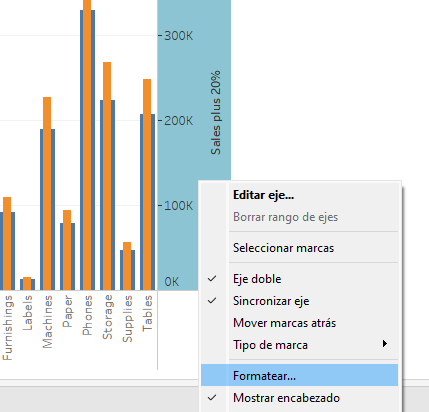 300K
200K
100K
0K
Sales plus 20%
Furnishings
Labels
Machines
Paper
Phones
Storage
Supplies
Tables
Editar eje...
Borrar rango de ejes
Seleccionar marcas
Eje doble
Sincronizar eje
Mover marcas atrás
Tipo de marca
Formatear...
Mostrar encabezado